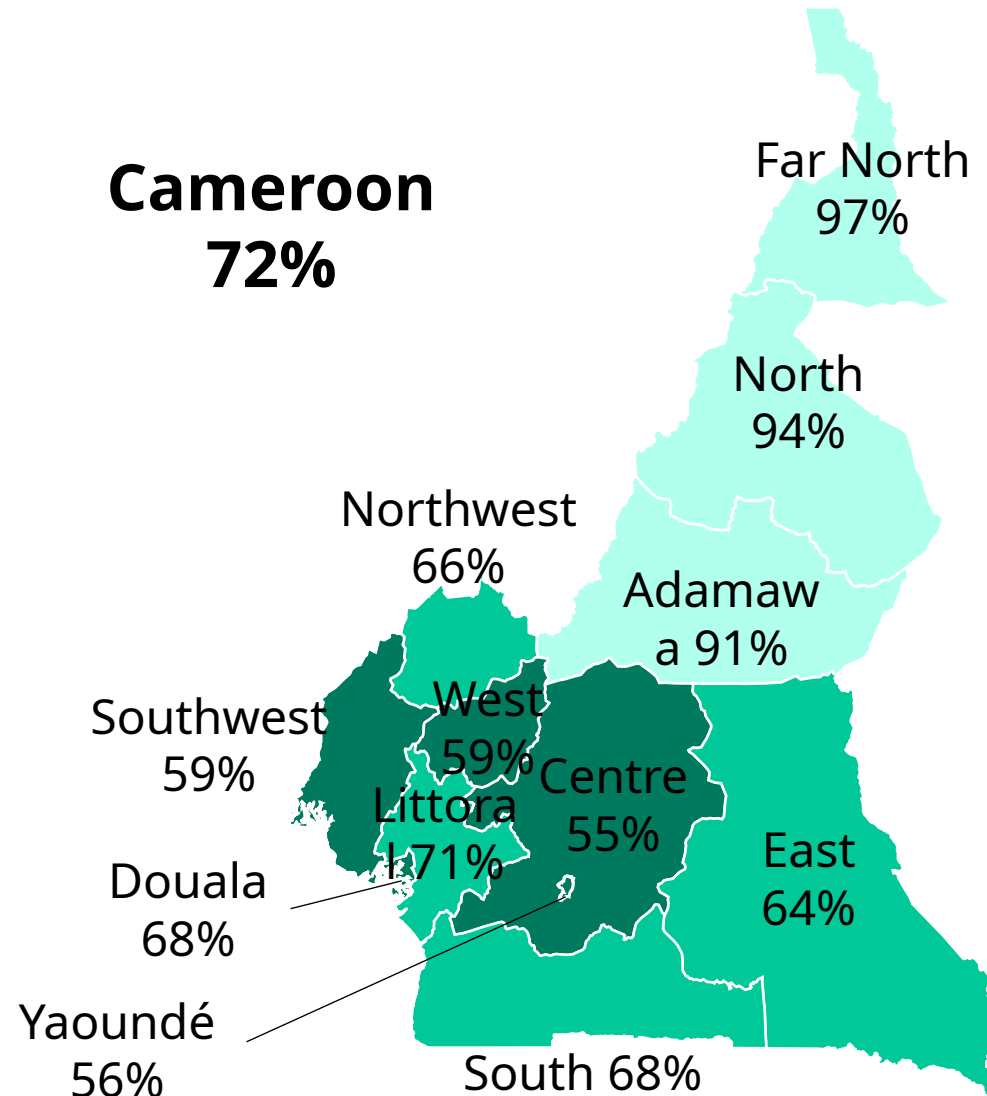 Far North
97%
Cameroon
72%
North
94%
Northwest
66%
Adamaw
a 91%
Southwest
59%
West
59%
Centre
55%
Littora
l 71%
East
64%
Douala
68%
Yaoundé
56%
South 68%